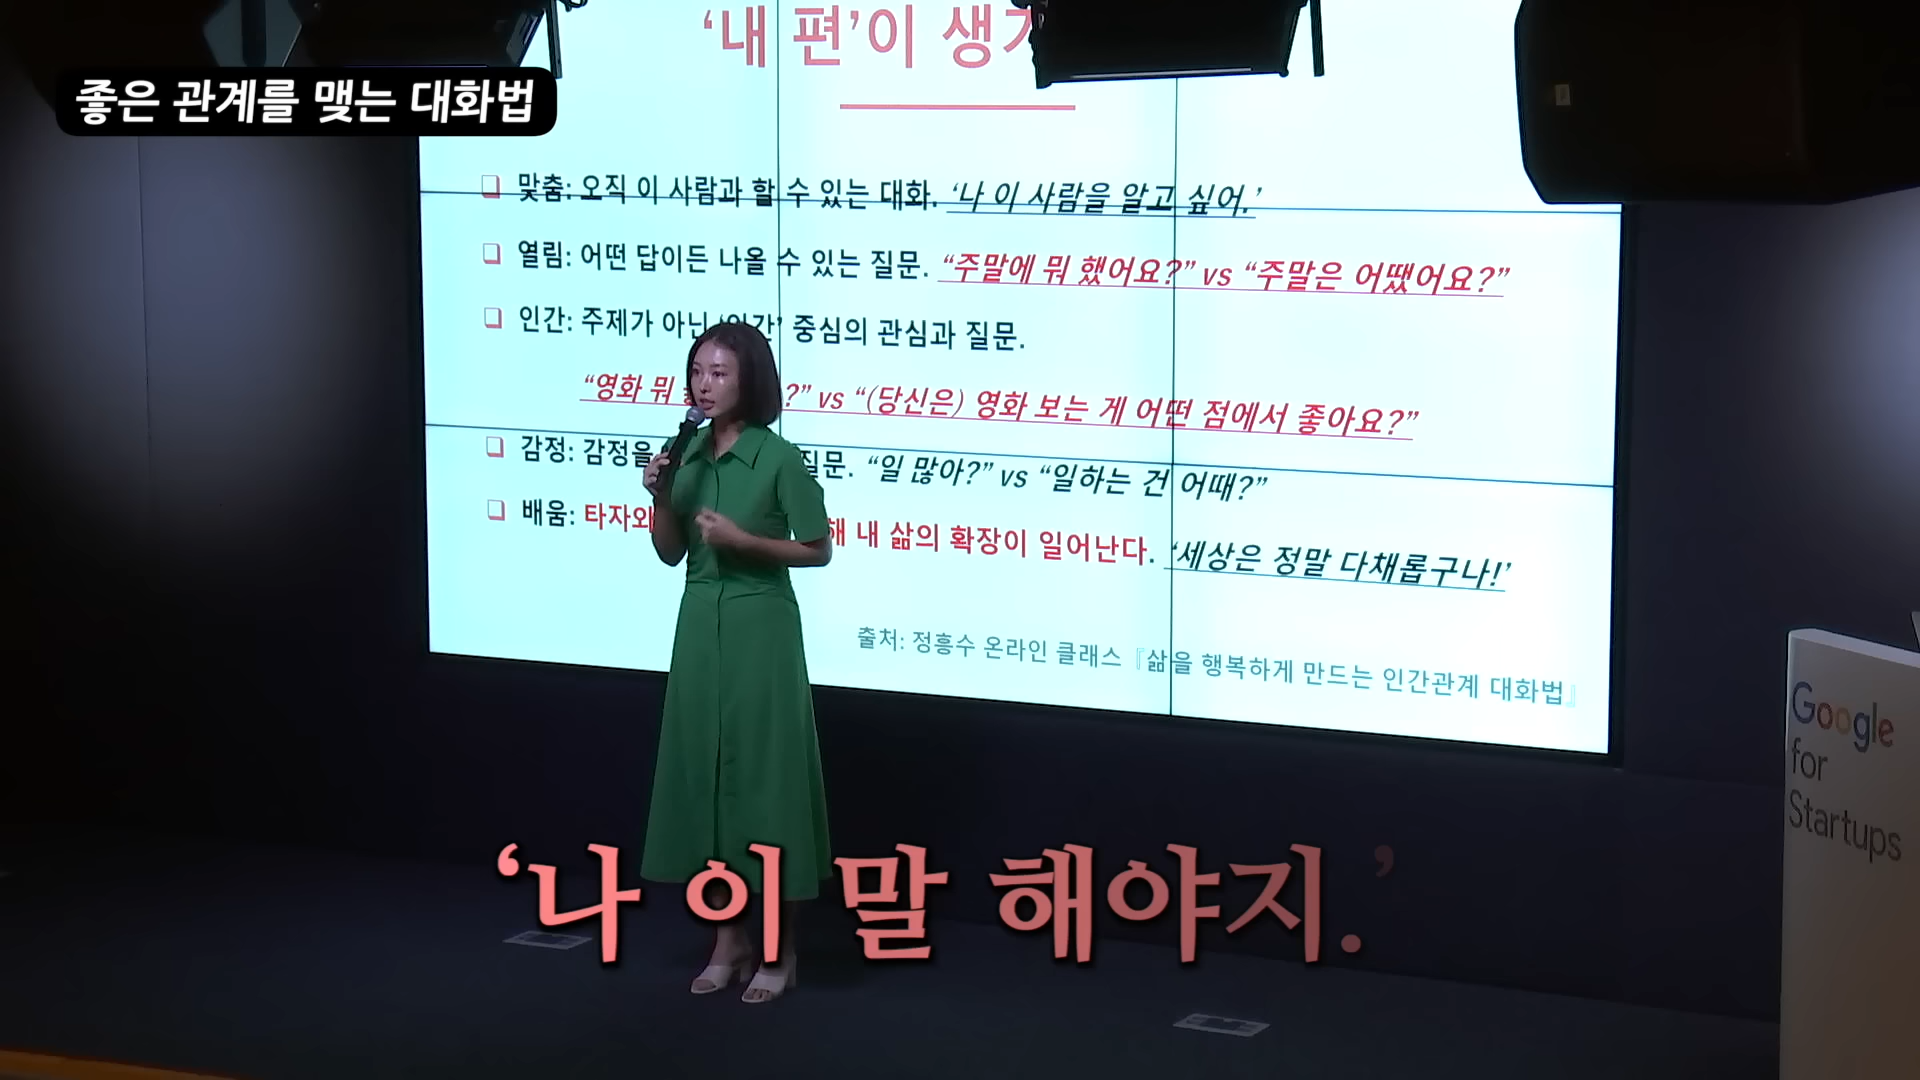 ‘내 편’이 생
좋은 관계를 맺는 대화법
❑ 맞춤: 오직 이 사람과 할 수 있는 대화. ‘나 이 사람을 알고 싶어.’
❑ 열림: 어떤 답이든 나올 수 있는 질문. “주말에 뭐 했어요?” vs “주말은 어땠어요?”
❑ 인간: 주제가 아닌 ‘인간’ 중심의 관심과 질문.
“영화 뭐 ?” vs “(당신은) 영화 보는 게 어떤 점에서 좋아요?”
❑ 감정: 감정을 질문. “일 많아?” vs “일하는 건 어때?”
❑ 배움: 타자와 해 내 삶의 확장이 일어난다. ‘세상은 정말 다채롭구나!’
출처: 정흥수 온라인 클래스 『삶을 행복하게 만드는 인간관계 대화법』
Google
for
Startups
‘나 이 말 해야지.’